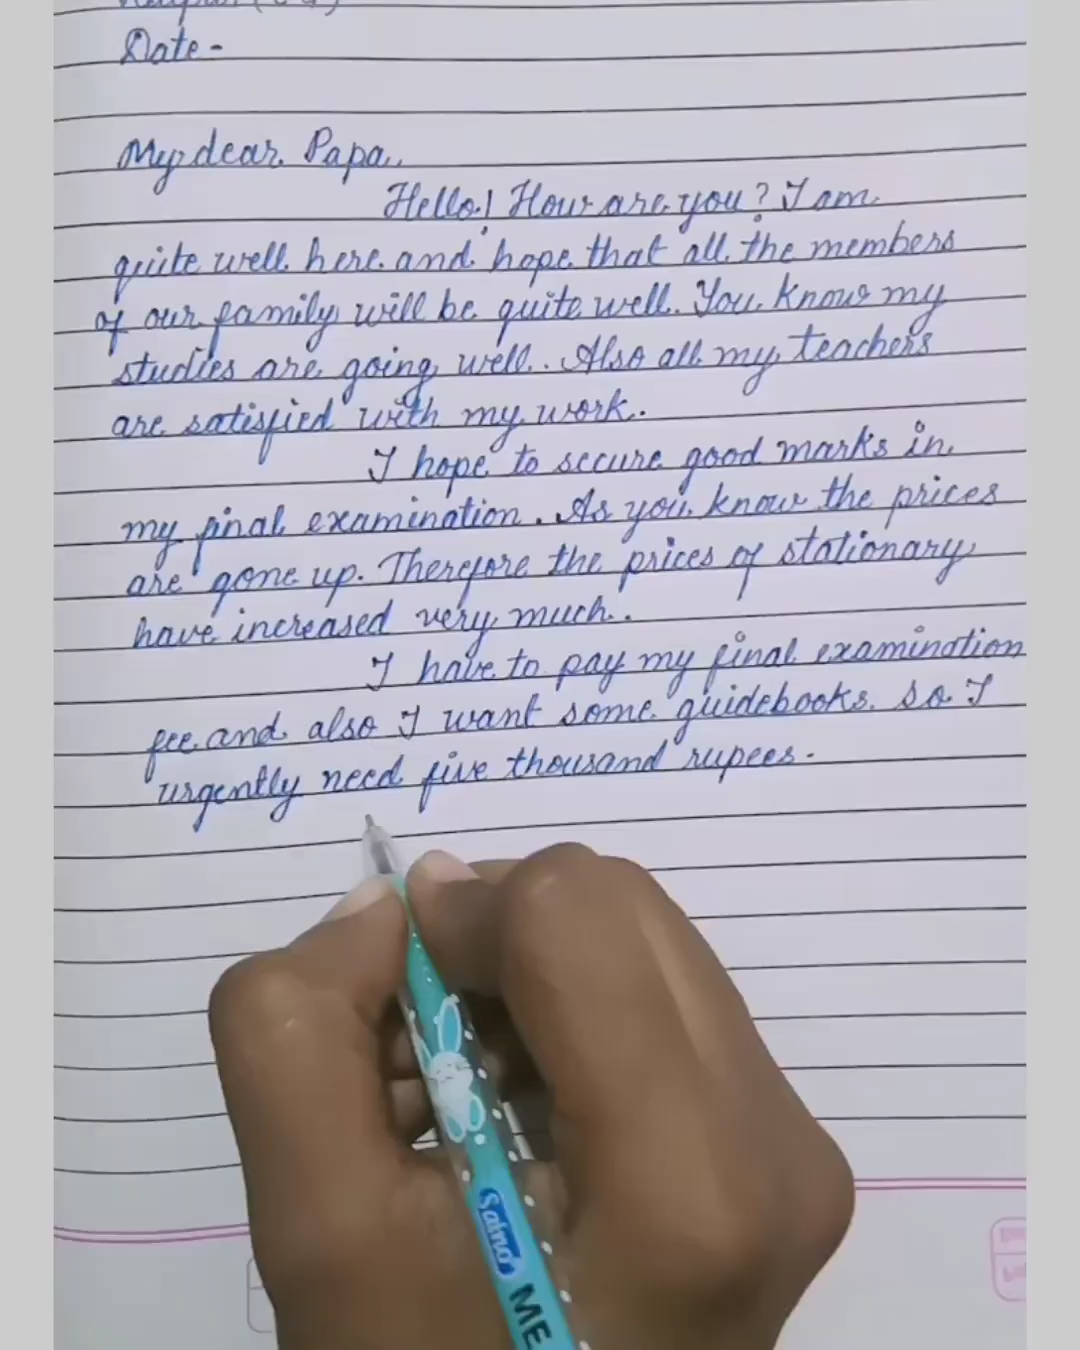 Date -
My dear Papa,
Hello! How are you? I am
quite well here and hope that all the members
of our family will be quite well. You know my
studies are going well. Also all my teachers
are satisfied with my work.
I hope to secure good marks in
my final examination. As you know the prices
are gone up. Therefore the prices of stationary
have increased very much.
I have to pay my final examination
fee and also I want some guidebooks. So I
urgently need five thousand rupees.
ME